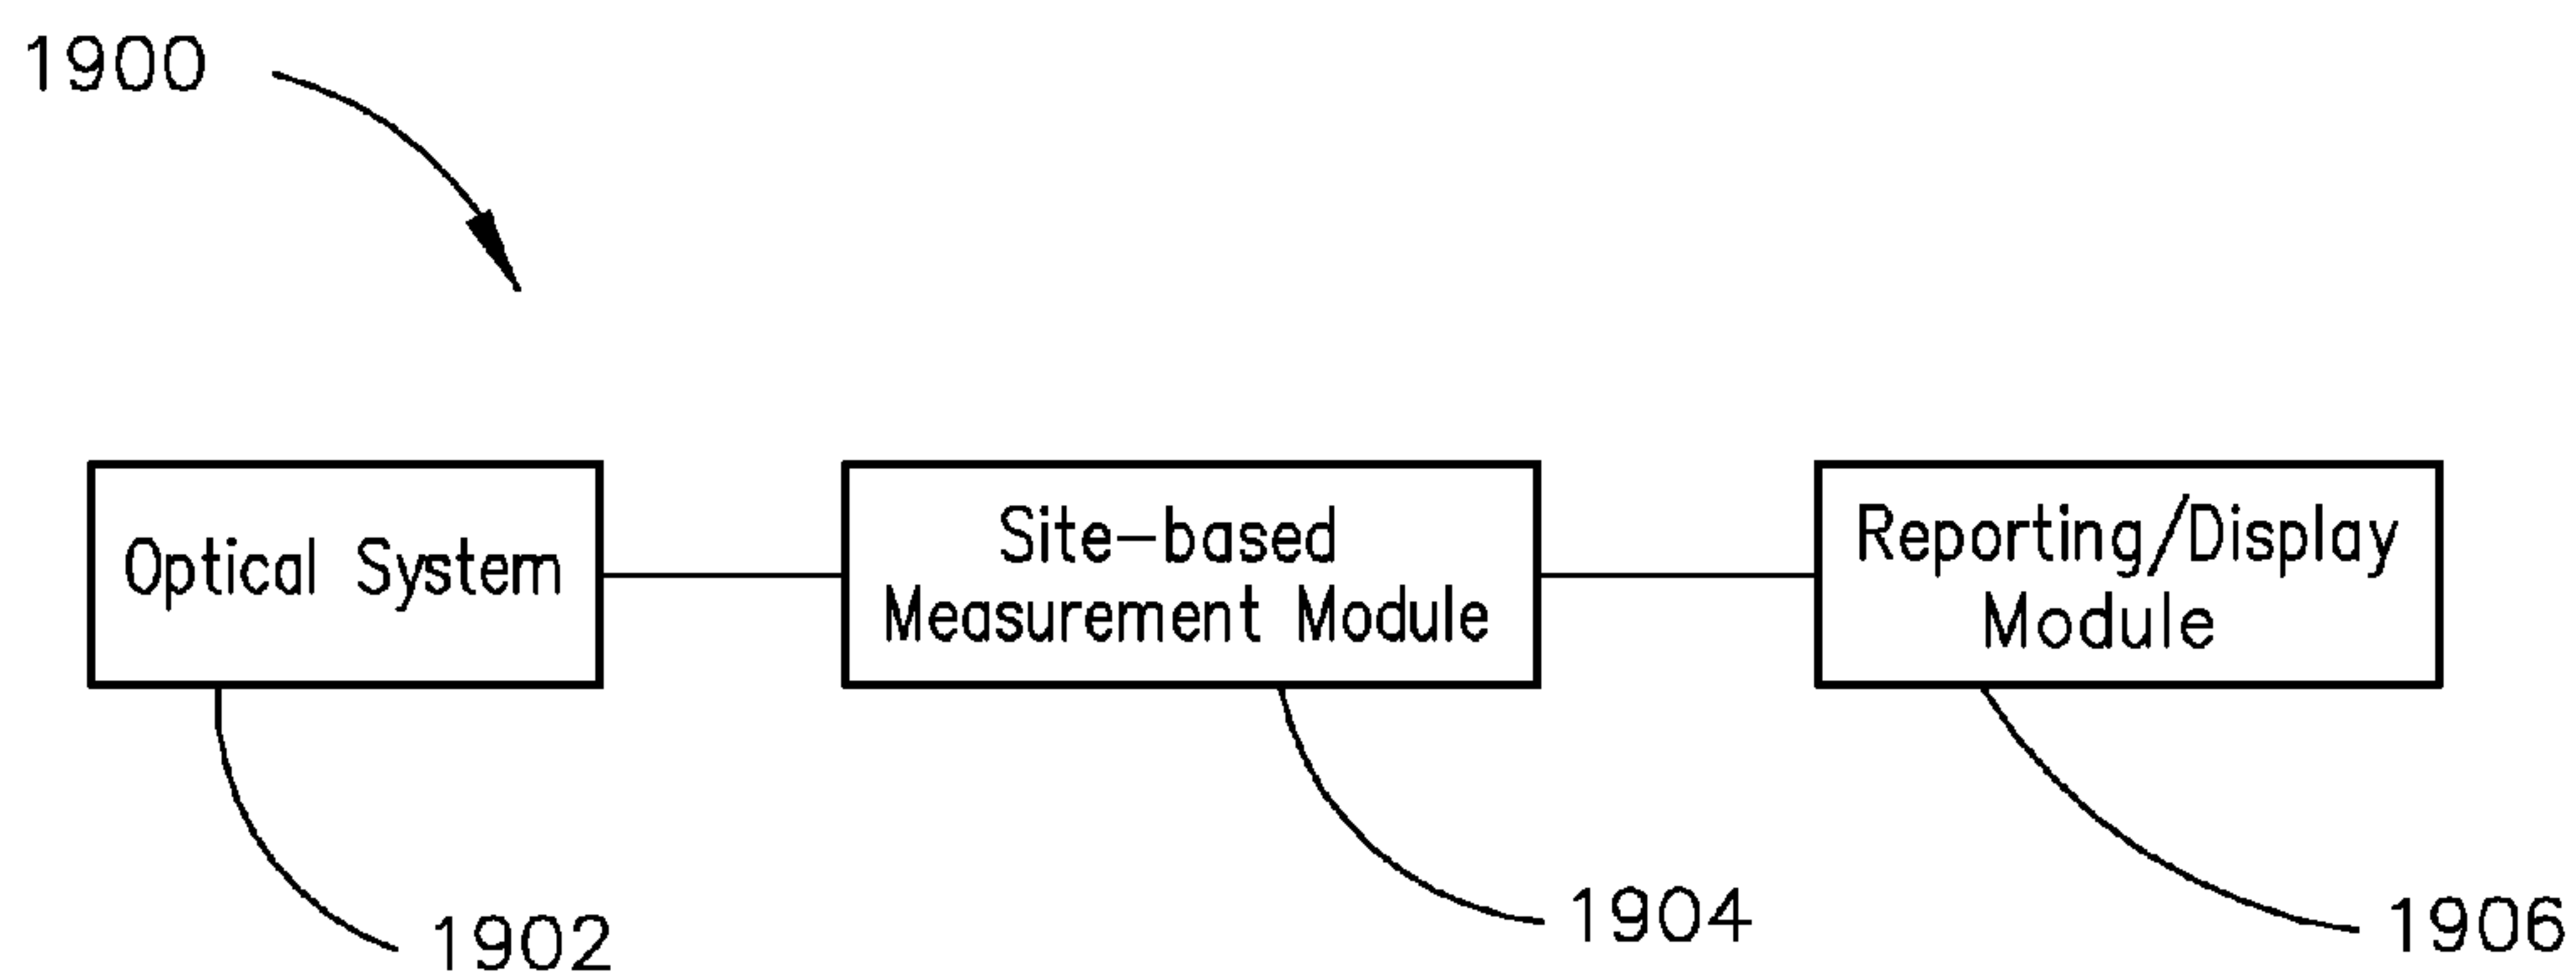 1900
Optical System
Site-based
Measurement Module
Reporting/Display
Module
1902
1904
1906